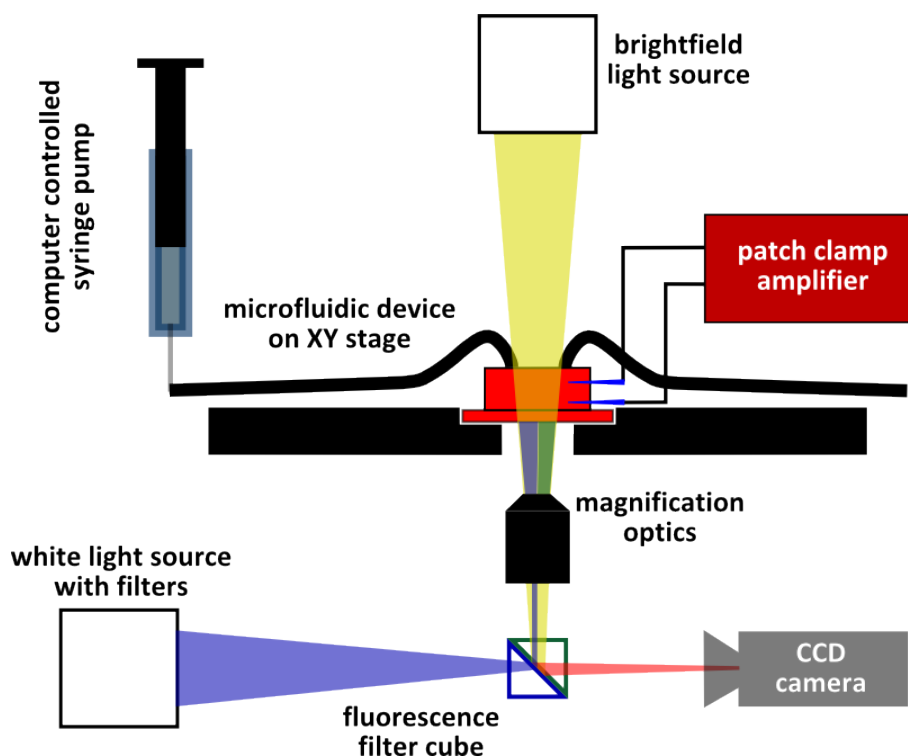 brightfield
light source
computer controlled
syringe pump
patch clamp
amplifier
microfluidic device
on XY stage
magnification
optics
white light source
with filters
CCD
camera
fluorescence
filter cube